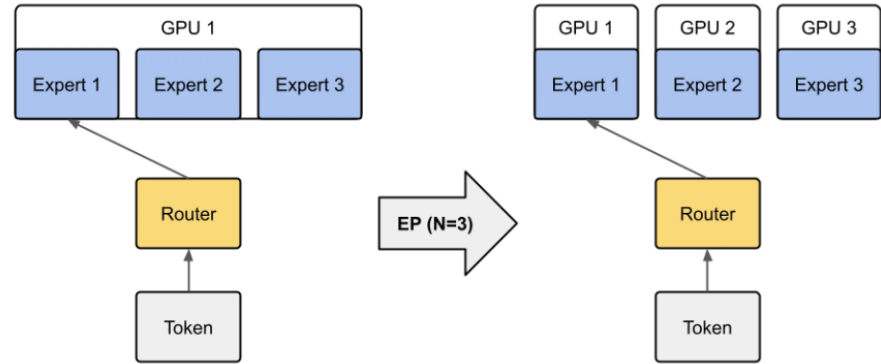 GPU 1
Expert 1
Expert 2
Expert 3
Router
Token
EP (N=3)
GPU 1
GPU 2
GPU 3
Expert 1
Expert 2
Expert 3
Router
Token